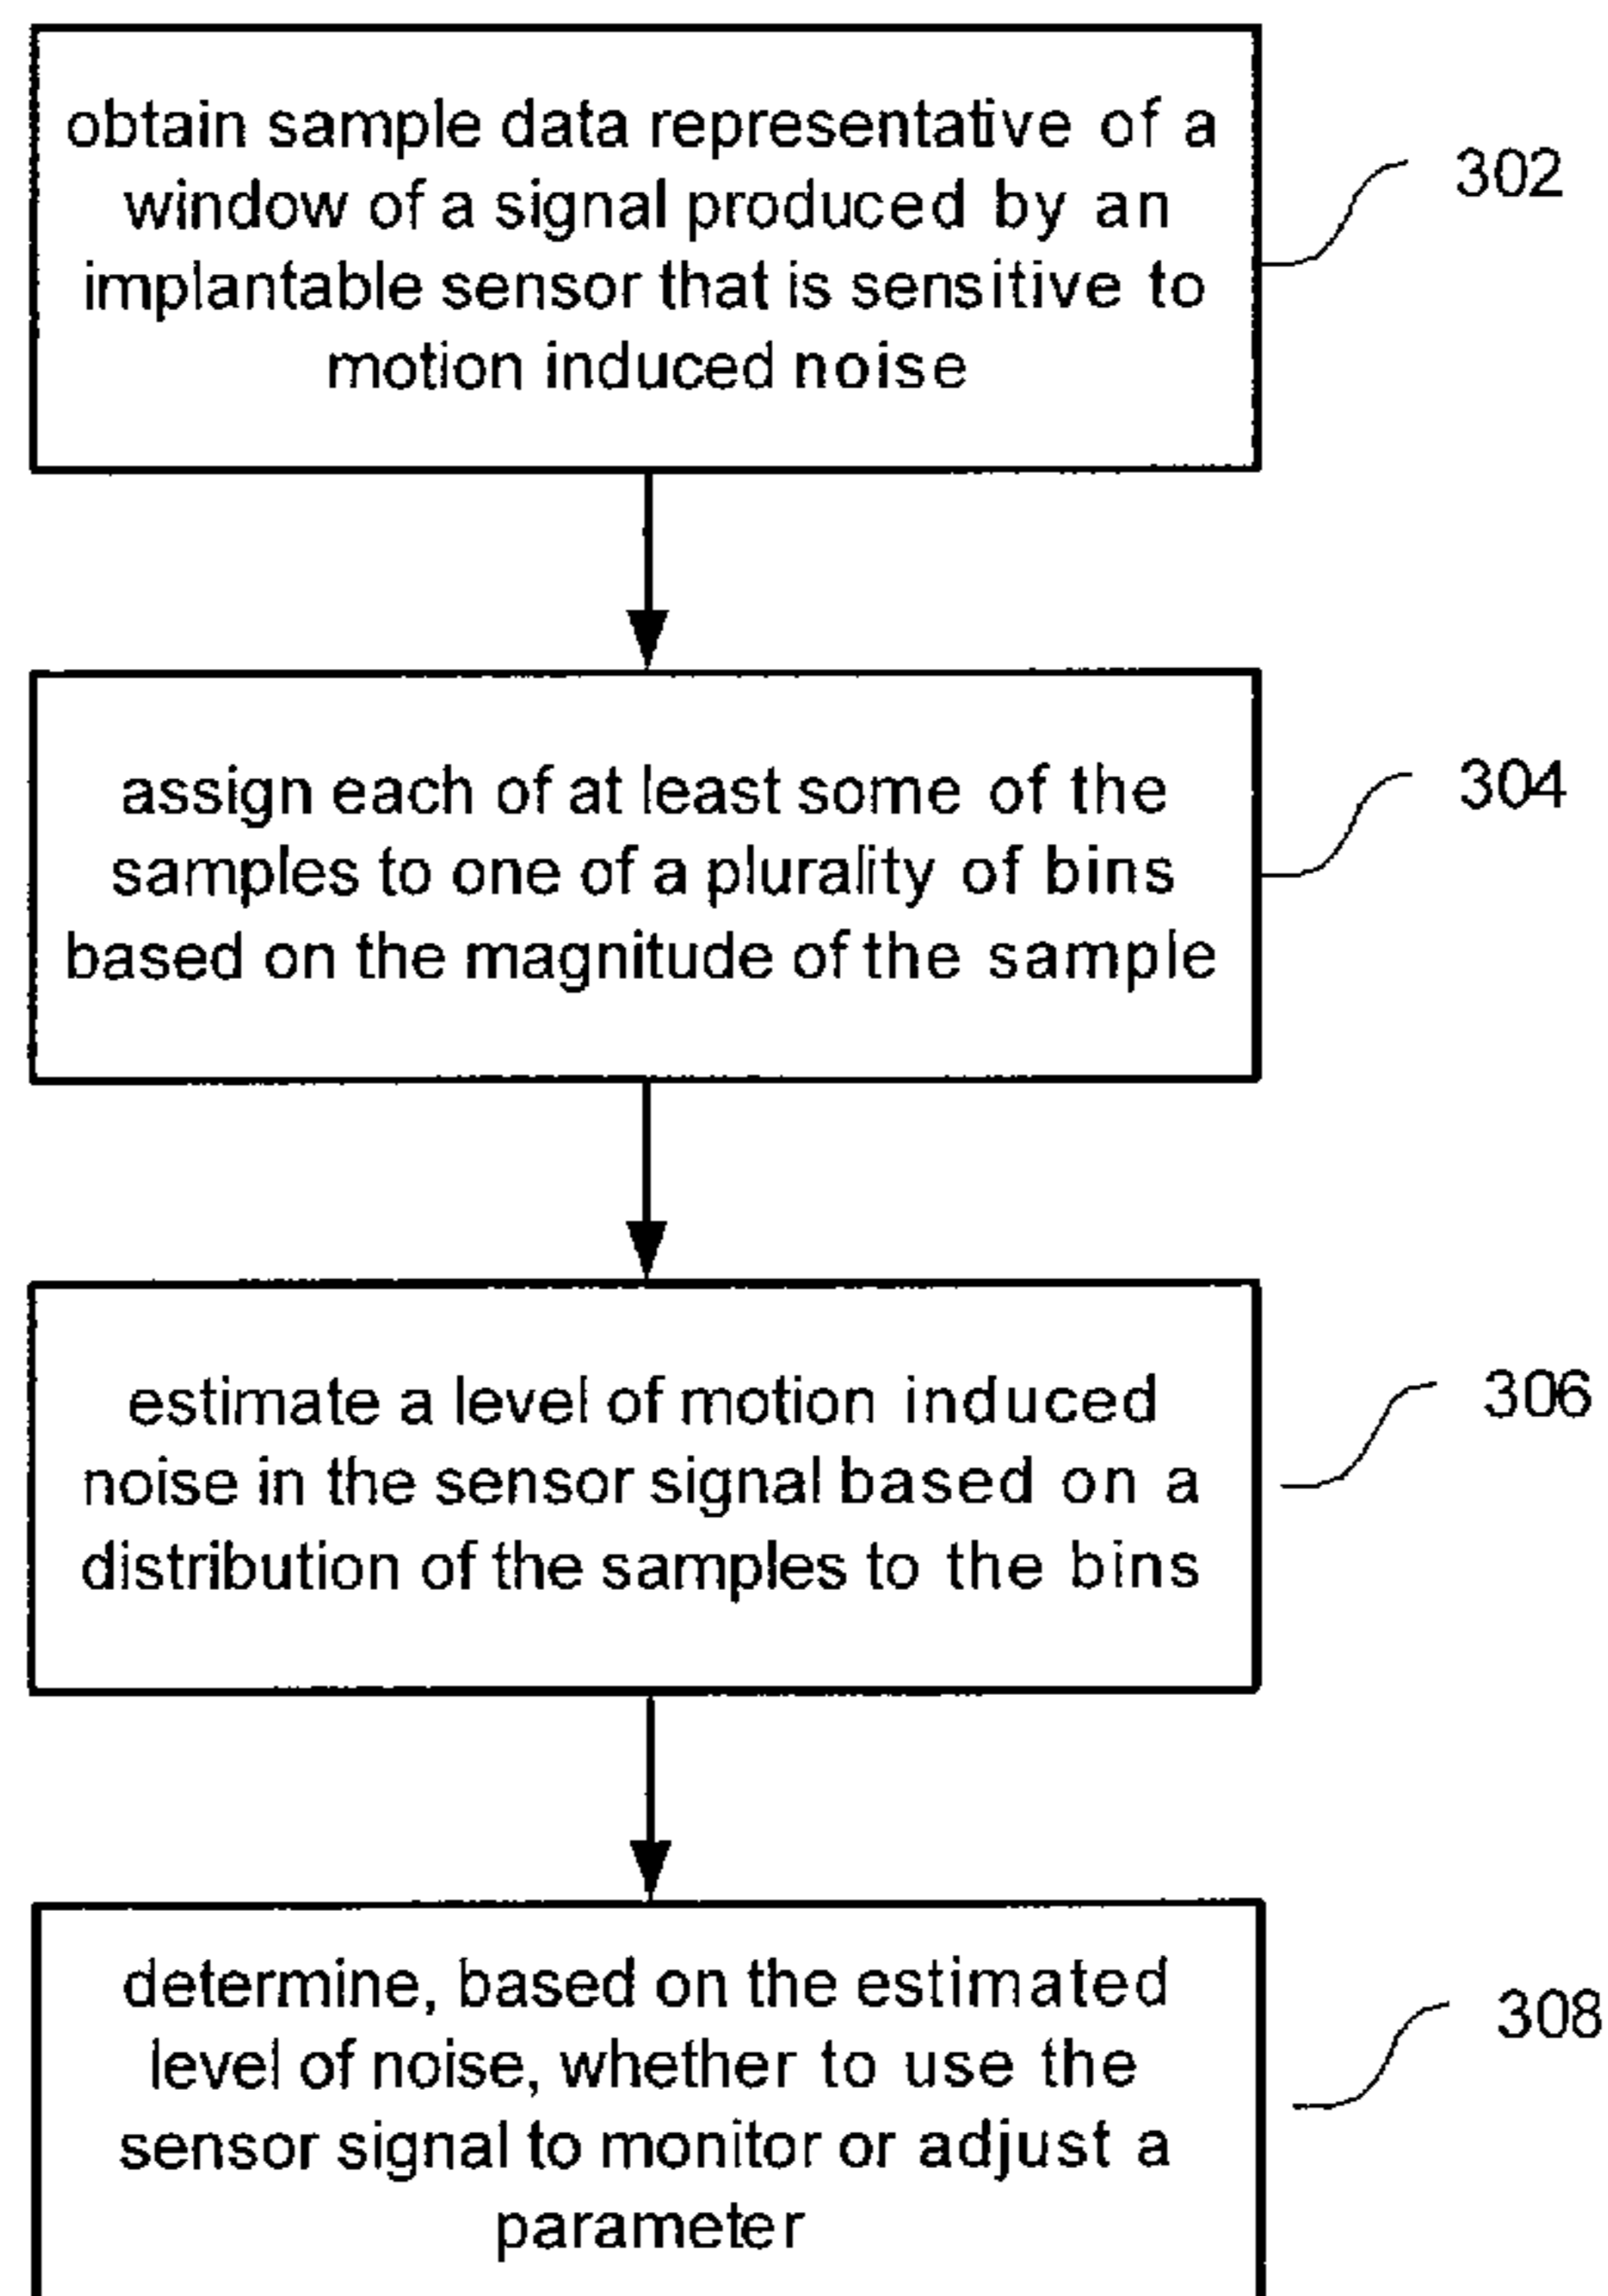 obtain sample data representative of a
window of a signal produced by an
implantable sensor that is sensitive to
motion induced noise
302
assign each of at least some of the
samples to one of a plurality of bins
based on the magnitude of the sample
304
estimate a level of motion induced
noise in the sensor signal based on a
distribution of the samples to the bins
306
determine, based on the estimated
level of noise, whether to use the
sensor signal to monitor or adjust a
parameter
308